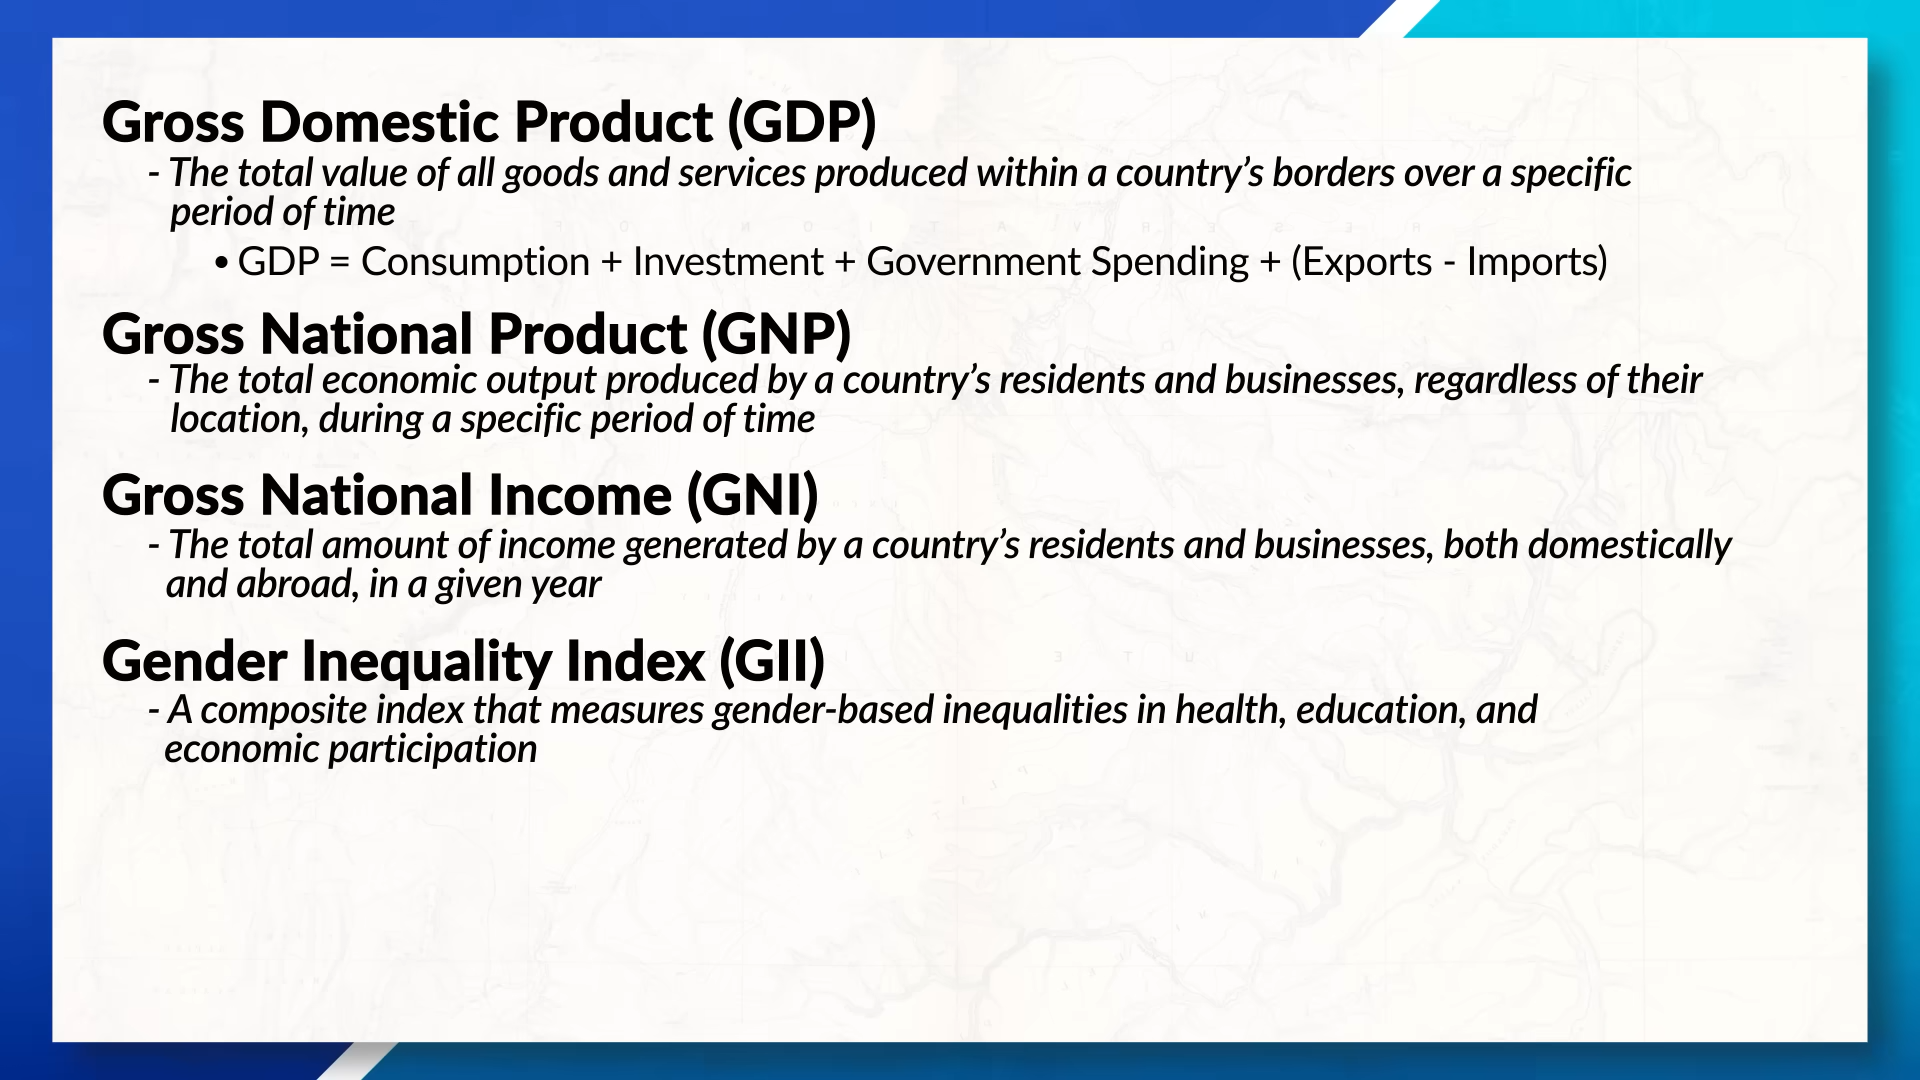 Gross Domestic Product (GDP)
- The total value of all goods and services produced within a country’s borders over a specific
period of time
• GDP = Consumption + Investment + Government Spending + (Exports - Imports)
Gross National Product (GNP)
- The total economic output produced by a country’s residents and businesses, regardless of their
location, during a specific period of time
Gross National Income (GNI)
- The total amount of income generated by a country’s residents and businesses, both domestically
and abroad, in a given year
Gender Inequality Index (GII)
- A composite index that measures gender-based inequalities in health, education, and
economic participation